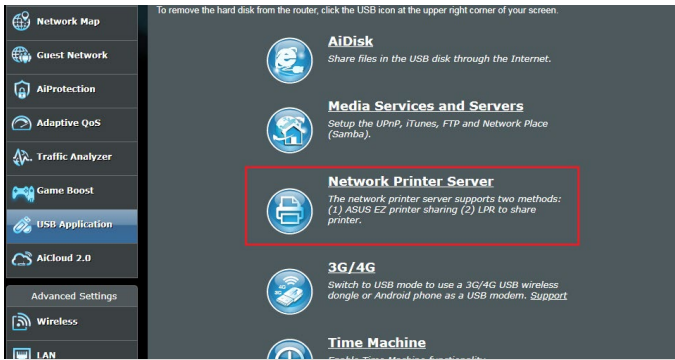 Network Map
Guest Network
AiProtection
Adaptive QoS
Traffic Analyzer
Game Boost
USB Application
AiCloud 2.0
Advanced Settings
Wireless
LAN
To remove the hard disk from the router, click the USB icon at the upper right corner of your screen.
AiDisk
Share files in the USB disk through the Internet.
Media Services and Servers
Setup the UPnP, iTunes, FTP and Network Place
(Samba).
Network Printer Server
The network printer server supports two methods:
(1) ASUS EZ printer sharing (2) LPR to share
printer.
3G/4G
Switch to USB mode to use a 3G/4G USB wireless
dongle or Android phone as a USB modem. Support
Time Machine
Enable Time Machine functionality.